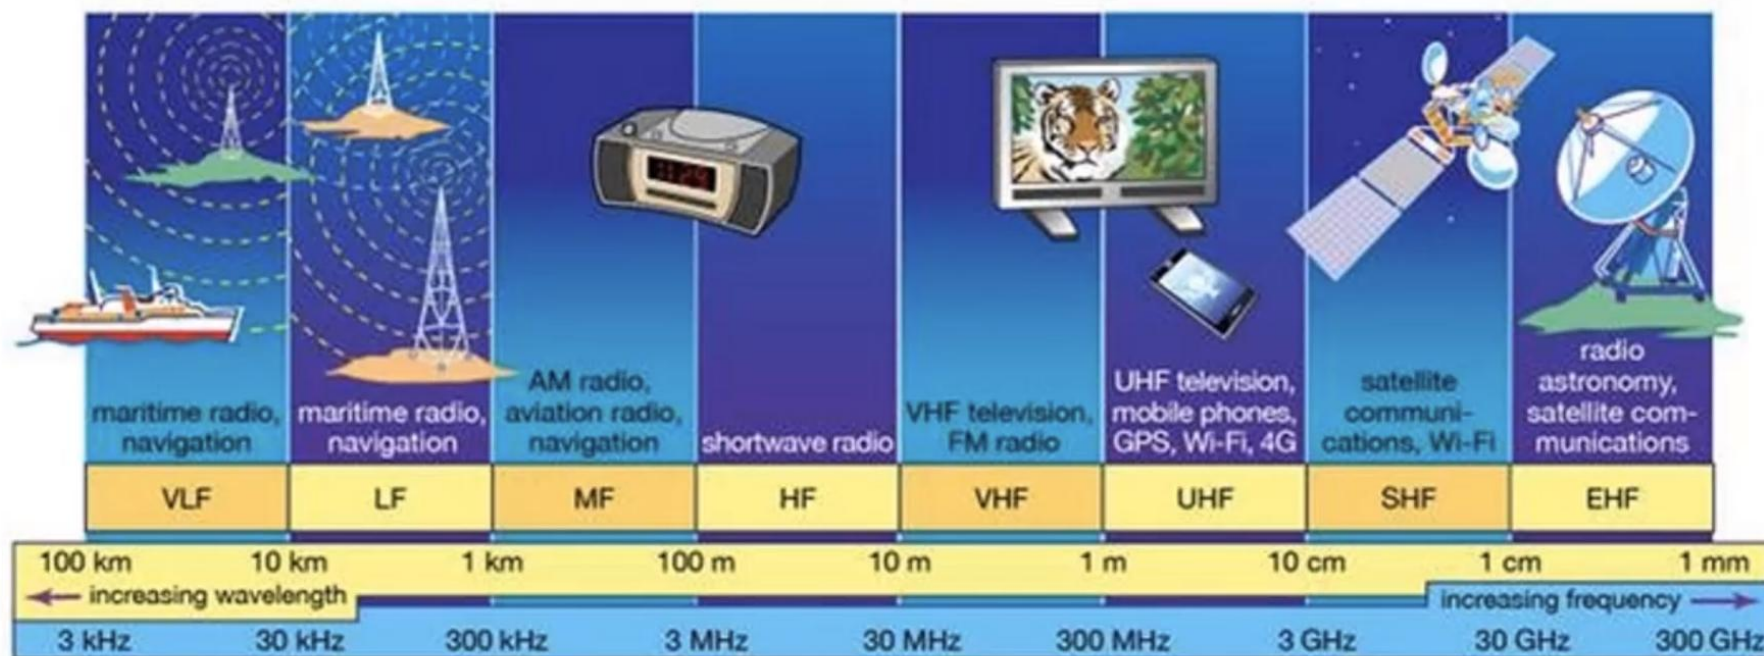 11:29
maritime radio,
navigation
maritime radio,
navigation
AM radio,
aviation radio,
navigation
shortwave radio
VHF television,
FM radio
UHF television,
mobile phones,
GPS, Wi-Fi, 4G
satellite
communi-
cations, Wi-Fi
radio
astronomy,
satellite com-
munications
VLF LF MF HF VHF UHF SHF EHF
100 km 10 km 1 km 100 m 10 m 1 m 10 cm 1 cm 1 mm
increasing wavelength increasing frequency
3 kHz 30 kHz 300 kHz 3 MHz 30 MHz 300 MHz 3 GHz 30 GHz 300 GHz